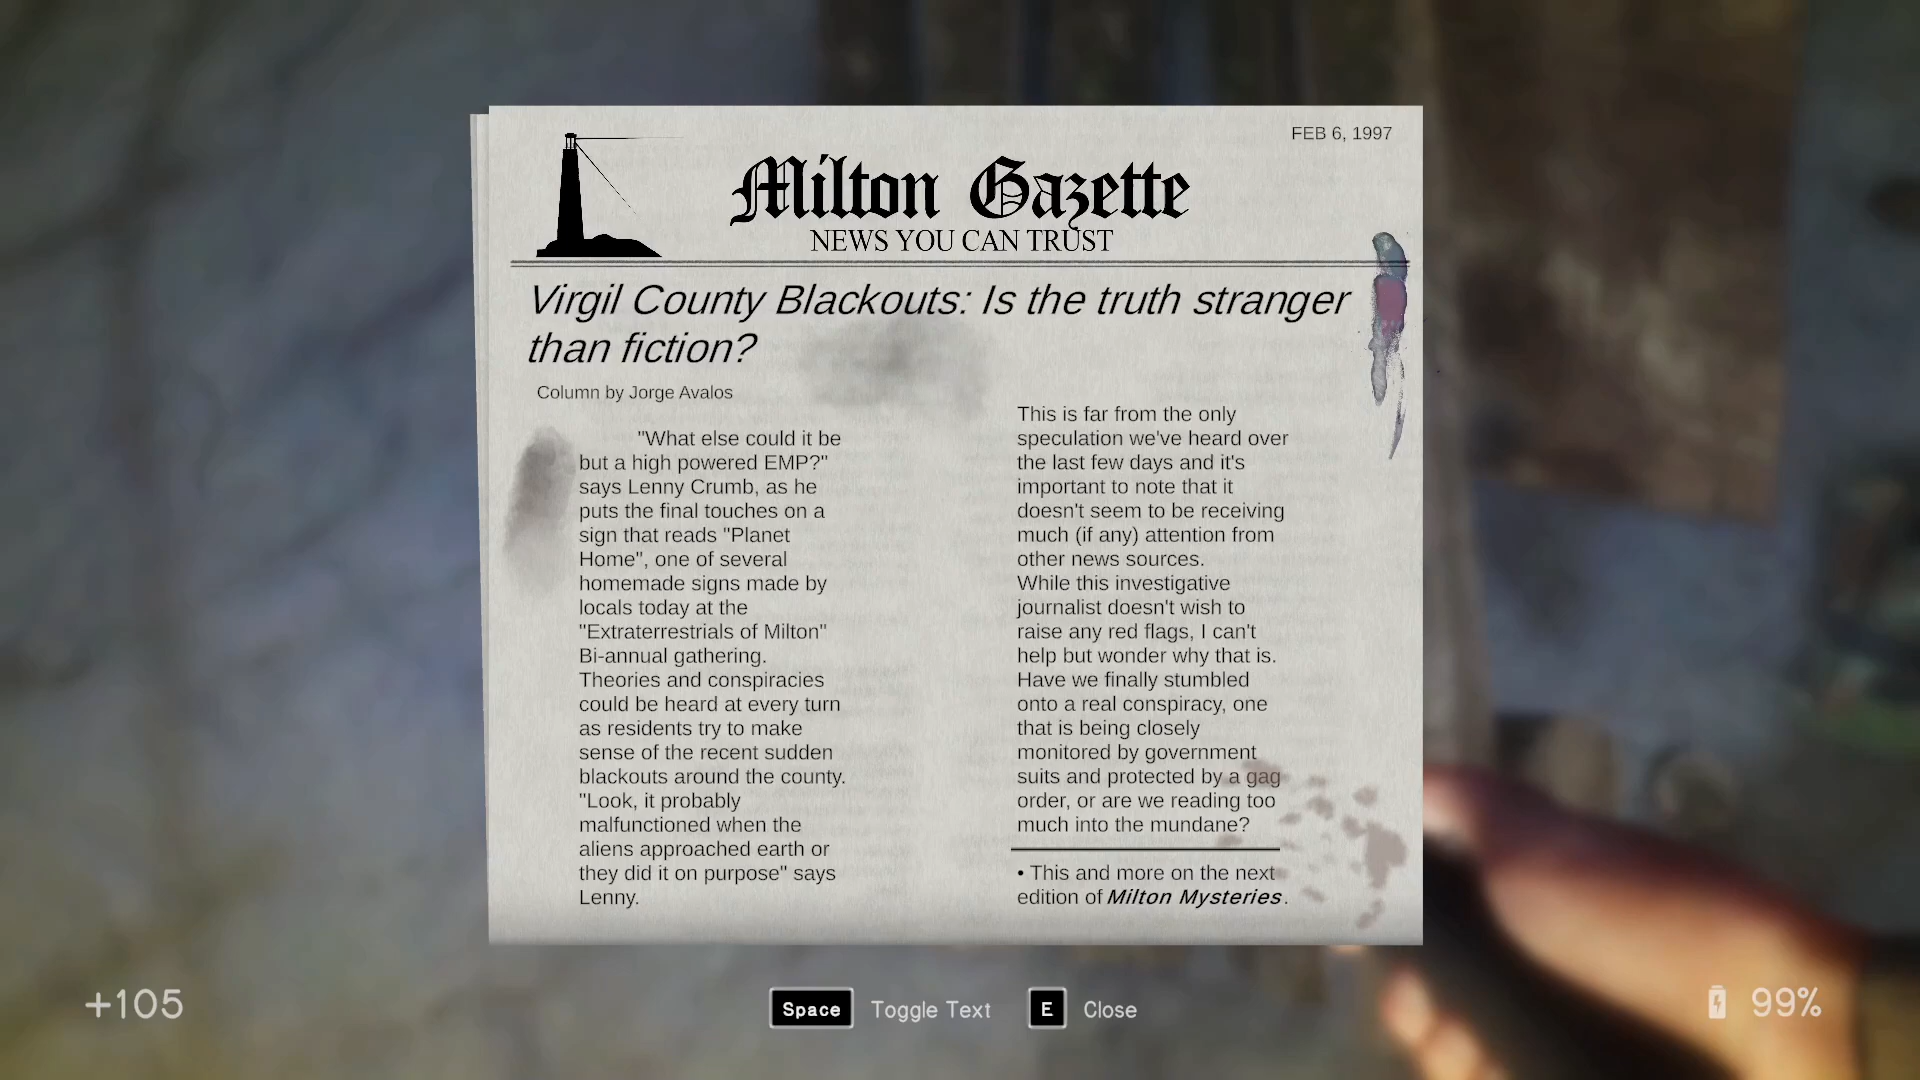 FEB 6, 1997
Milton Gazette
NEWS YOU CAN TRUST
Virgil County Blackouts: Is the truth stranger
than fiction?
Column by Jorge Avalos
"What else could it be
but a high powered EMP?"
says Lenny Crumb, as he
puts the final touches on a
sign that reads "Planet
Home", one of several
homemade signs made by
locals today at the
"Extraterrestrials of Milton"
Bi-annual gathering.
Theories and conspiracies
could be heard at every turn
as residents try to make
sense of the recent sudden
blackouts around the county.
"Look, it probably
malfunctioned when the
aliens approached earth or
they did it on purpose" says
Lenny.
This is far from the only
speculation we've heard over
the last few days and it's
important to note that it
doesn't seem to be receiving
much (if any) attention from
other news sources.
While this investigative
journalist doesn't wish to
raise any red flags, I can't
help but wonder why that is.
Have we finally stumbled
onto a real conspiracy, one
that is being closely
monitored by government
suits and protected by a gag
order, or are we reading too
much into the mundane?
• This and more on the next
edition of Milton Mysteries.
+105
Space Toggle Text E Close
99%